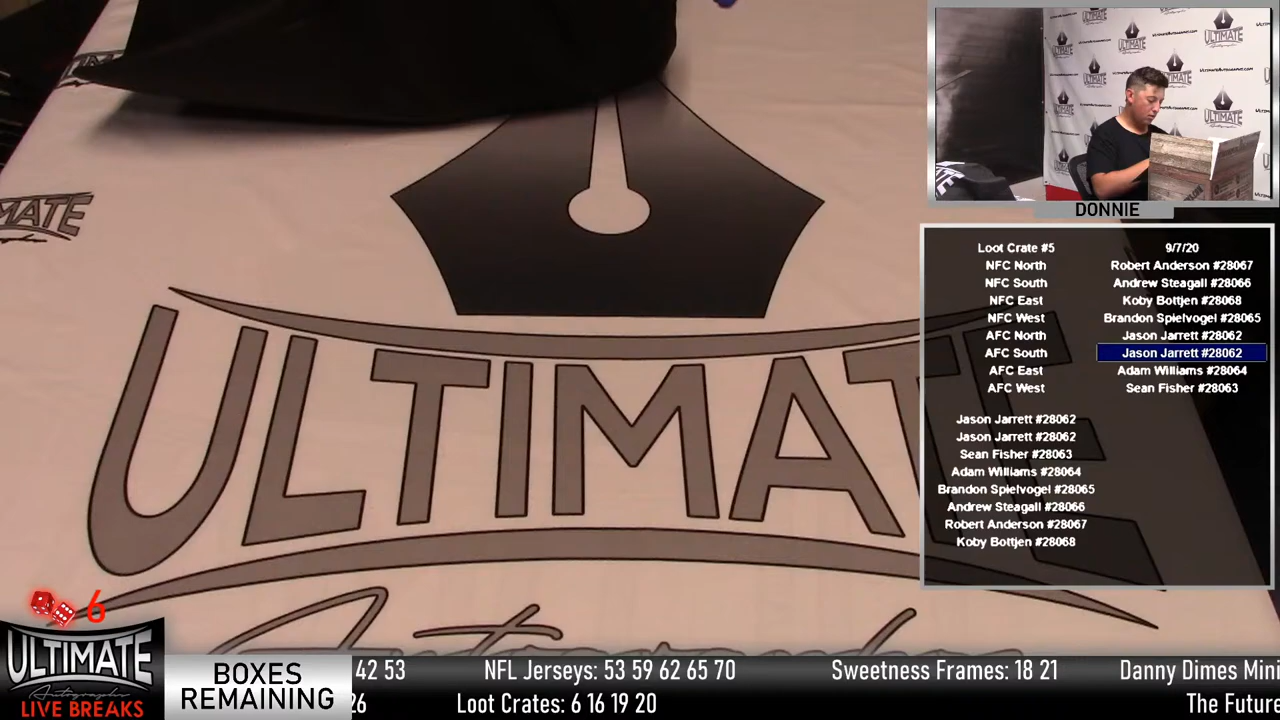 ULTIMATE
DONNIE
Loot Crate #5 9/7/20
NFC North Robert Anderson #28067
NFC South Andrew Steagall #28066
NFC East Koby Bottjen #28068
NFC West Brandon Spielvogel #28065
AFC North Jason Jarrett #28062
AFC South Jason Jarrett #28062
AFC East Adam Williams #28064
AFC West Sean Fisher #28063
Jason Jarrett #28062
Jason Jarrett #28062
Sean Fisher #28063
Adam Williams #28064
Brandon Spielvogel #28065
Andrew Steagall #28066
Robert Anderson #28067
Koby Bottjen #28068
MATE
ULTIMATE
Autographs
6
ULTIMATE
Autographs
LIVE BREAKS
BOXES
REMAINING
42 53 NFL Jerseys: 53 59 62 65 70 Sweetness Frames: 18 21 Danny Dimes Mini
26 Loot Crates: 6 16 19 20 The Future